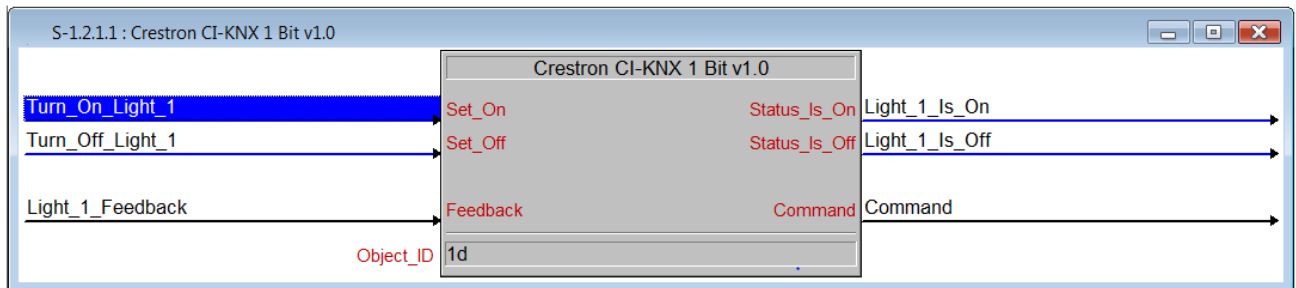 S-1.2.1.1 : Crestron CI-KNX 1 Bit v1.0
Crestron CI-KNX 1 Bit v1.0
Turn_On_Light_1 Set_On Status_Is_On Light_1_Is_On
Turn_Off_Light_1 Set_Off Status_Is_Off Light_1_Is_Off
Light_1_Feedback Feedback Command Command
Object_ID 1d